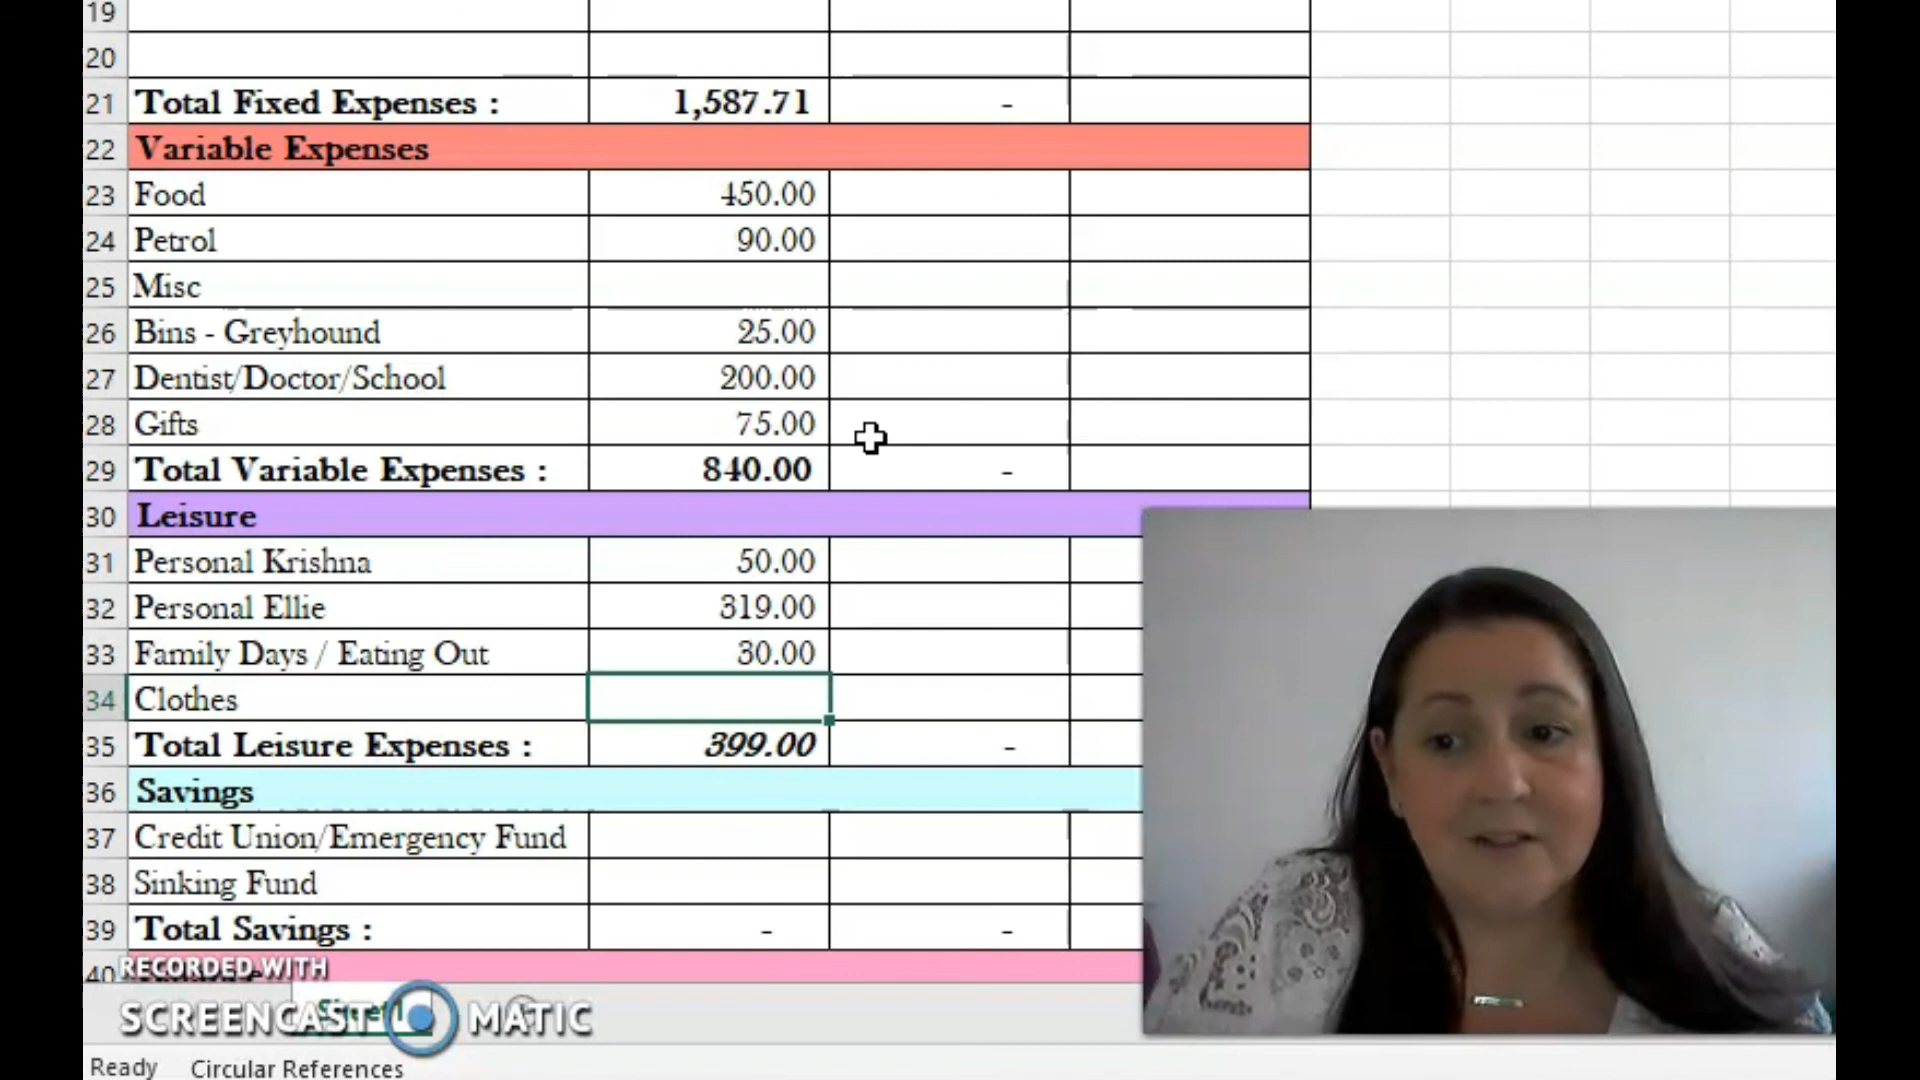 19
20
21 Total Fixed Expenses : 1,587.71 -
22 Variable Expenses
23 Food 450.00
24 Petrol 90.00
25 Misc
26 Bins - Greyhound 25.00
27 Dentist/Doctor/School 200.00
28 Gifts 75.00
29 Total Variable Expenses : 840.00 -
30 Leisure
31 Personal Krishna 50.00
32 Personal Ellie 319.00
33 Family Days / Eating Out 30.00
34 Clothes
35 Total Leisure Expenses : 399.00 -
36 Savings
37 Credit Union/Emergency Fund
38 Sinking Fund
39 Total Savings : - -
40
RECORDED WITH
SCREENCAST MATIC
Ready Circular References